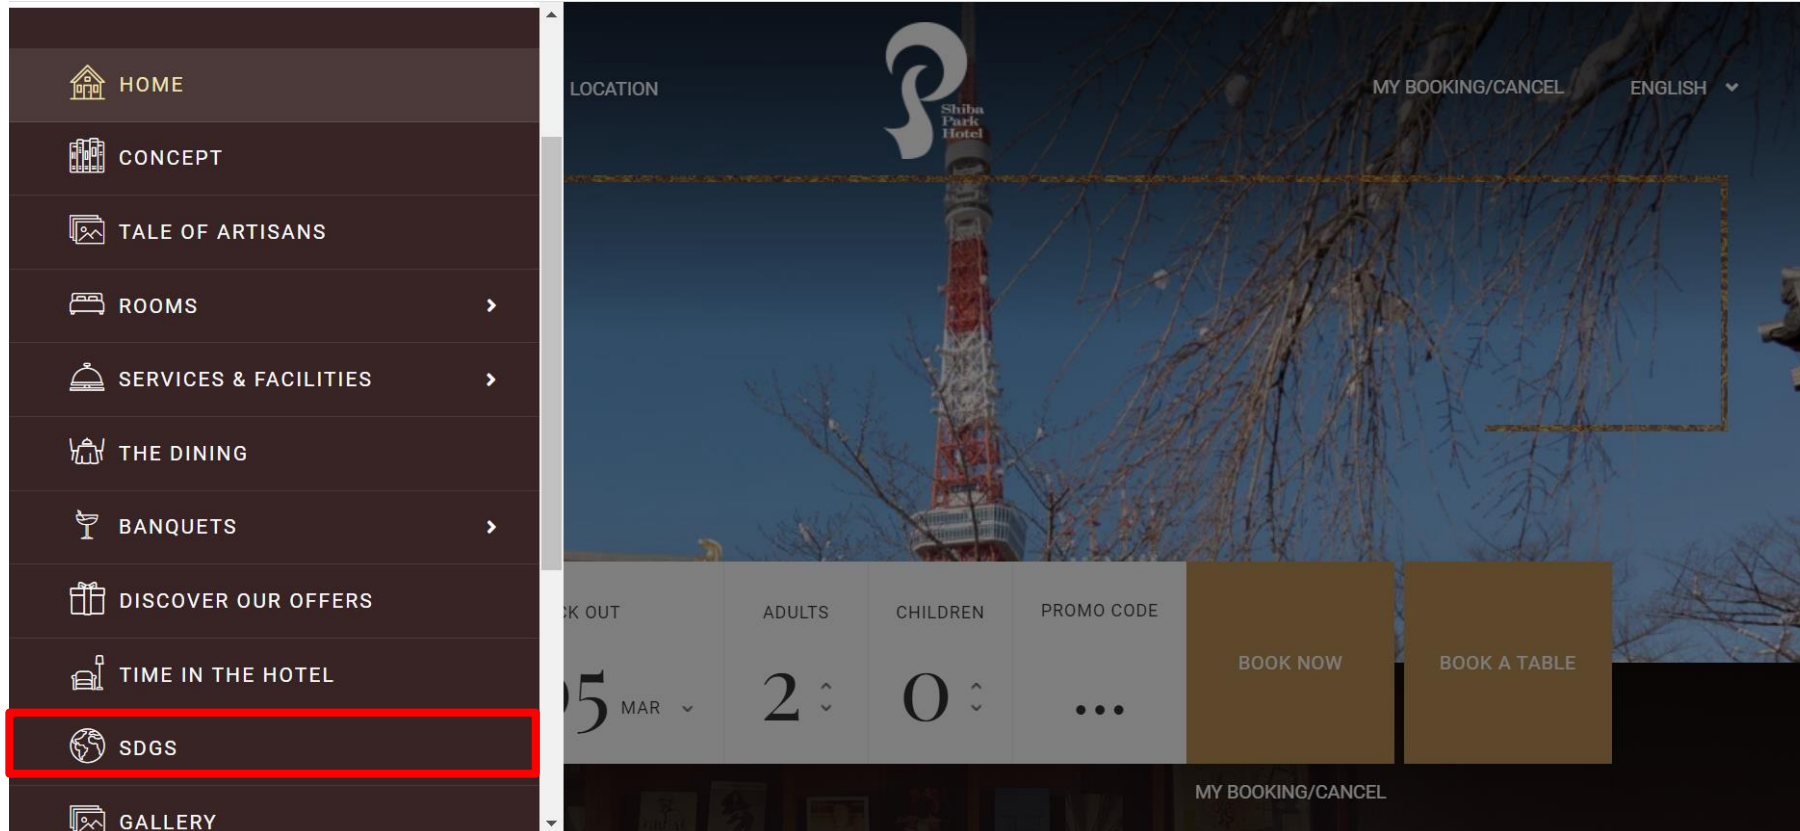 HOME
CONCEPT
TALE OF ARTISANS
ROOMS
SERVICES & FACILITIES
THE DINING
BANQUETS
DISCOVER OUR OFFERS
TIME IN THE HOTEL
SDGS
GALLERY
LOCATION
Shiba
Park
Hotel
MY BOOKING/CANCEL
ENGLISH
CK OUT
5 MAR
ADULTS
2
CHILDREN
0
PROMO CODE
...
BOOK NOW
BOOK A TABLE
MY BOOKING/CANCEL